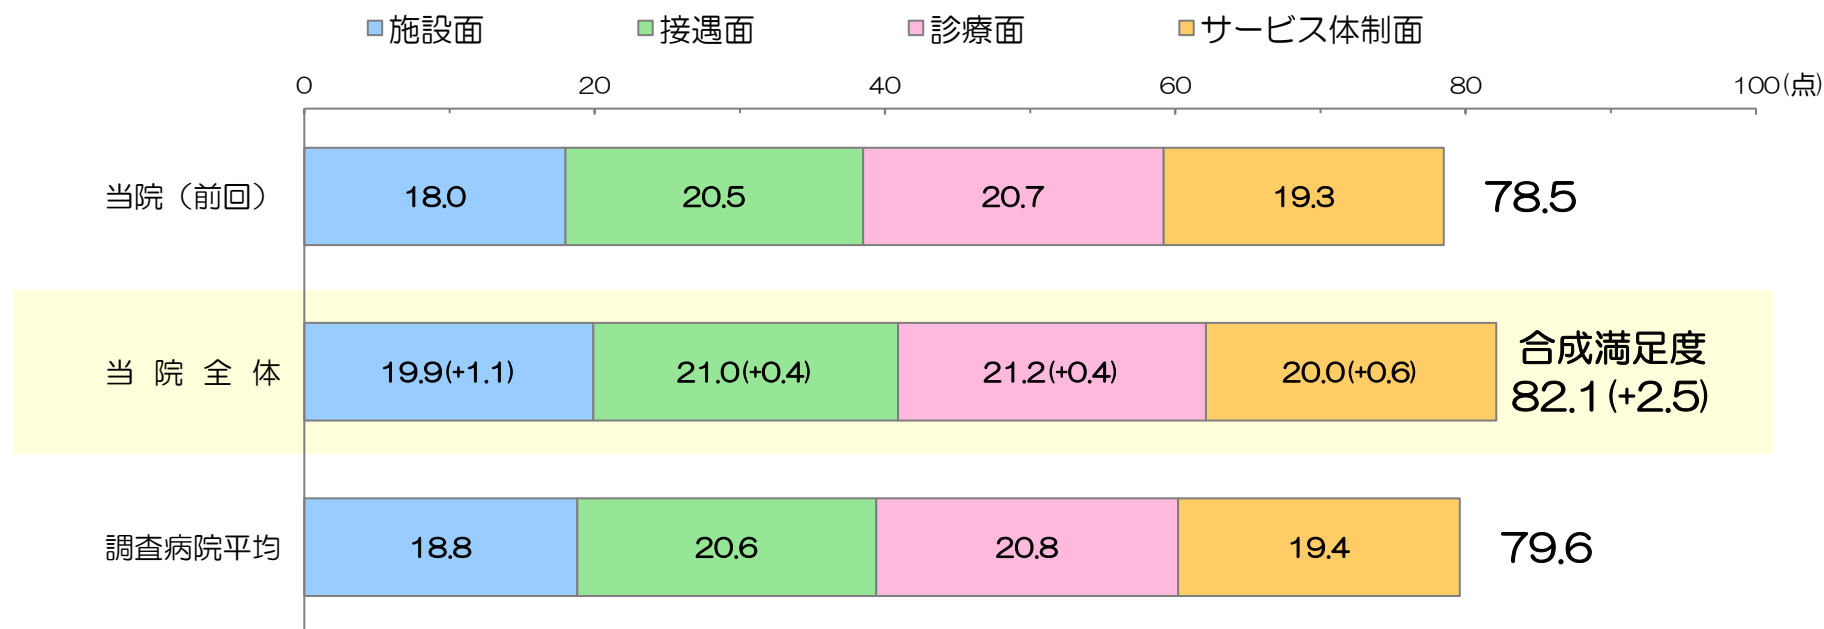 施設面 接遇面 診療面 サービス体制面
0 20 40 60 80 100(点)
当院（前回） 18.0 20.5 20.7 19.3 78.5
合成満足度
当院全体 19.9(+1.1) 21.0(+0.4) 21.2(+0.4) 20.0(+0.6) 82.1(+2.5)
調査病院平均 18.8 20.6 20.8 19.4 79.6